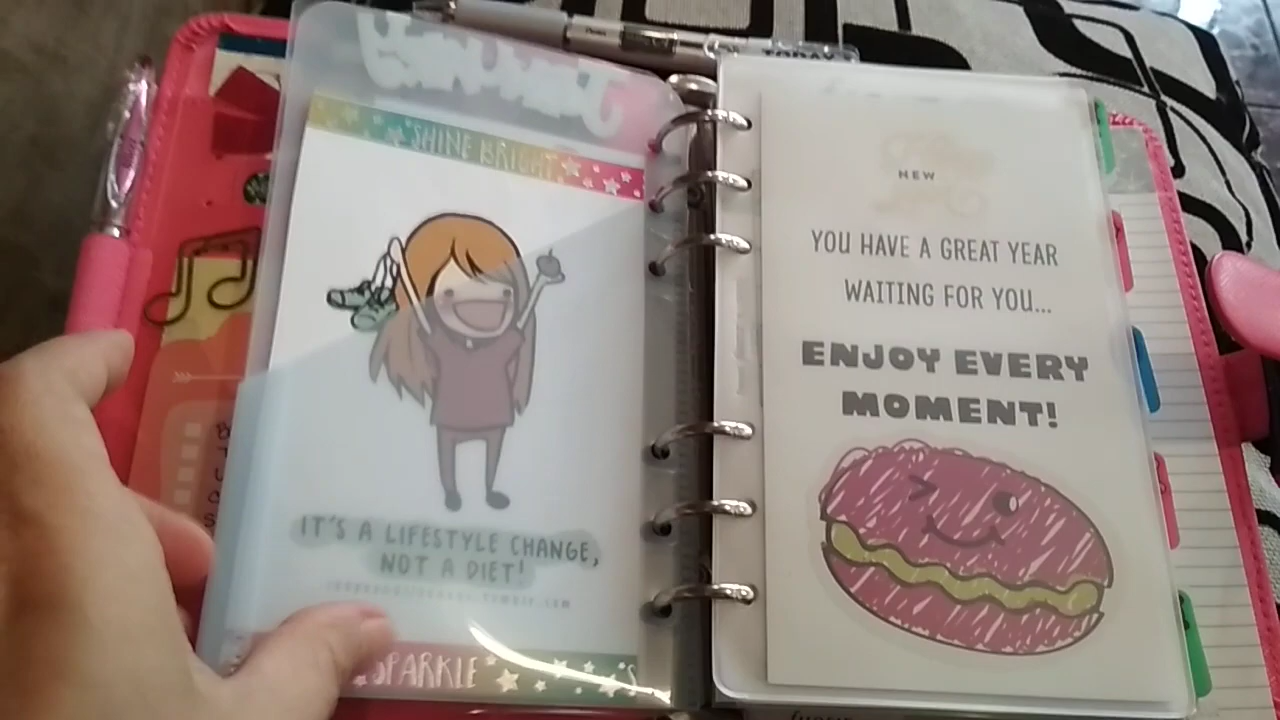 TODAY
SHINE BRIGHT
IT'S A LIFESTYLE CHANGE,
NOT A DIET!
SPARKLE
NEW
YOU HAVE A GREAT YEAR
WAITING FOR YOU...
ENJOY EVERY
MOMENT!